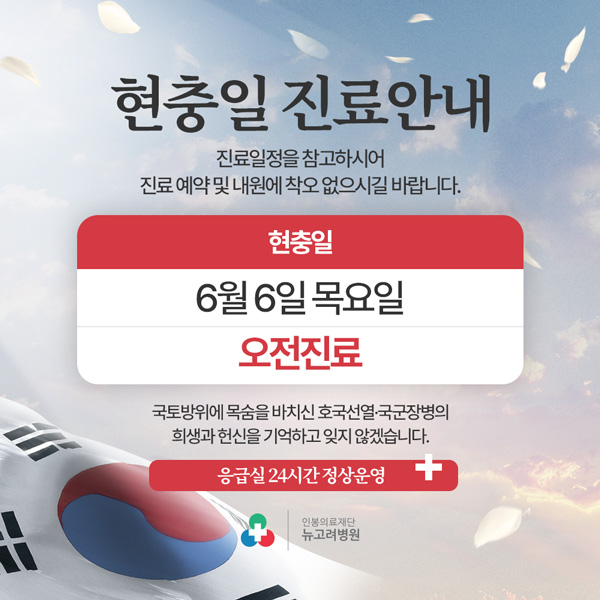 현충일 진료안내
진료일정을 참고하시어
진료 예약 및 내원에 착오 없으시길 바랍니다.
현충일
6월 6일 목요일
오전진료
국토방위에 목숨을 바치신 호국선열·국군장병의
희생과 헌신을 기억하고 잊지 않겠습니다.
응급실 24시간 정상운영
인봉의료재단
뉴고려병원